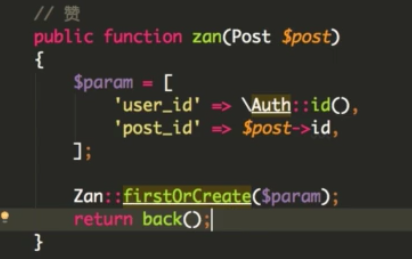 // 赞
public function zan(Post $post)
{
    $param = [
        'user_id' => \Auth::id(),
        'post_id' => $post->id,
    ];
    Zan::firstOrCreate($param);
    return back();
}